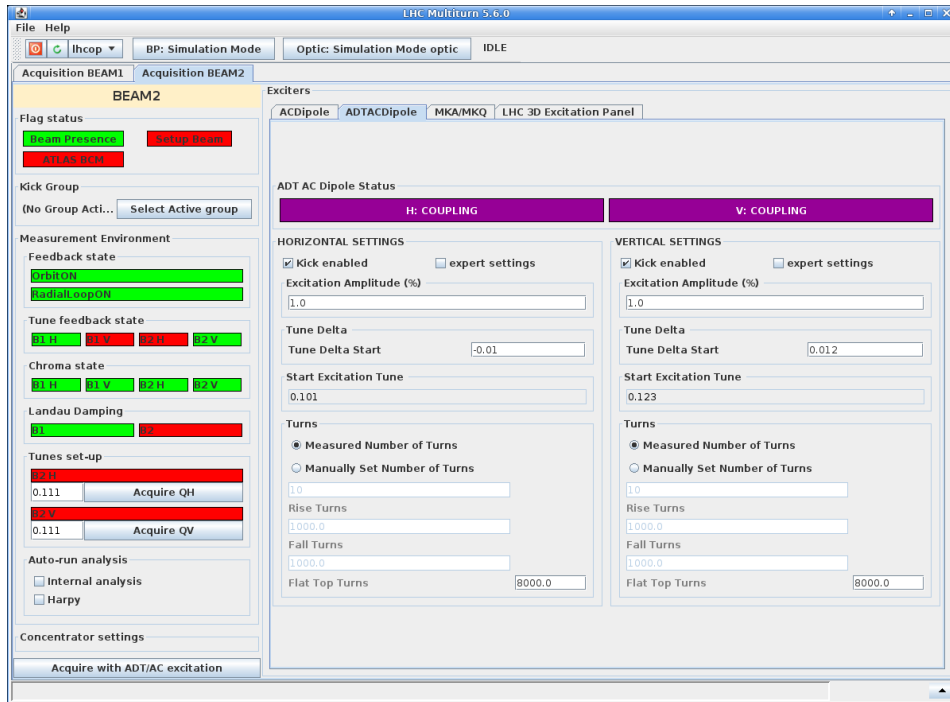 LHC Multiturn 5.6.0
File Help
lhcop BP: Simulation Mode Optic: Simulation Mode optic IDLE
Acquisition BEAM1 Acquisition BEAM2
BEAM2
Flag status
Beam Presence Setup Beam
ATLAS BCM
Kick Group
(No Group Acti... Select Active group
Measurement Environment
Feedback state
OrbitON
RadialLoopON
Tune feedback state
B1 H B1 V B2 H B2 V
Chroma state
B1 H B1 V B2 H B2 V
Landau Damping
B1 B2
Tunes set-up
B2 H
0.111 Acquire QH
B2 V
0.111 Acquire QV
Auto-run analysis
Internal analysis
Harpy
Concentrator settings
Acquire with ADT/AC excitation
Exciters
ACDipole ADTACDipole MKA/MKQ LHC 3D Excitation Panel
ADT AC Dipole Status
H: COUPLING V: COUPLING
HORIZONTAL SETTINGS
Kick enabled expert settings
Excitation Amplitude (%)
1.0
Tune Delta
Tune Delta Start -0.01
Start Excitation Tune
0.101
Turns
Measured Number of Turns
Manually Set Number of Turns
10
Rise Turns
1000.0
Fall Turns
1000.0
Flat Top Turns 8000.0
VERTICAL SETTINGS
Kick enabled expert settings
Excitation Amplitude (%)
1.0
Tune Delta
Tune Delta Start 0.012
Start Excitation Tune
0.123
Turns
Measured Number of Turns
Manually Set Number of Turns
10
Rise Turns
1000.0
Fall Turns
1000.0
Flat Top Turns 8000.0